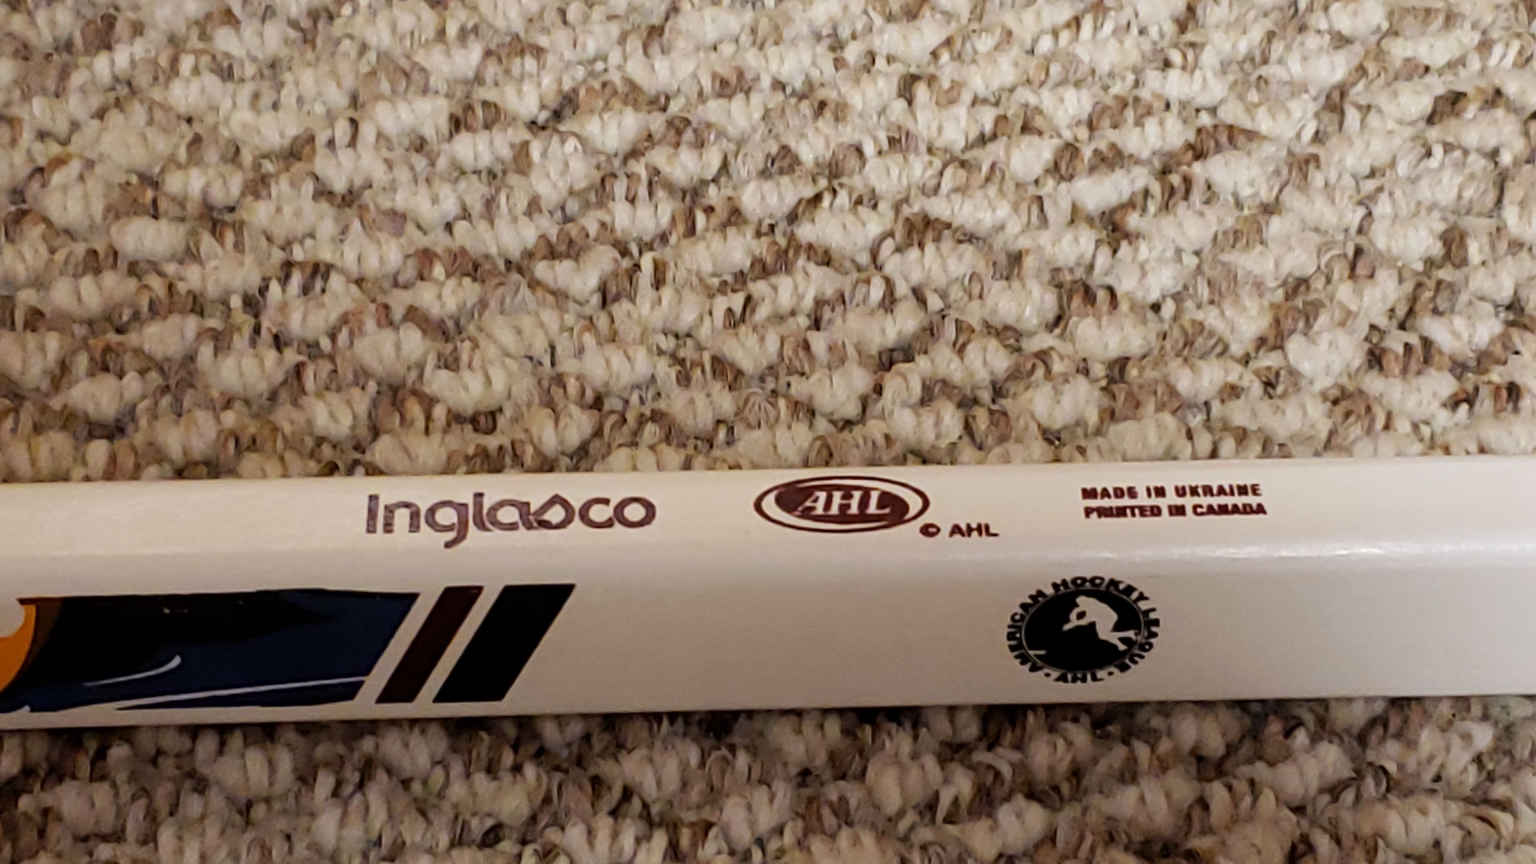 Inglasco
AHL
© AHL
MADE IN UKRAINE
PRINTED IN CANADA
AMERICAN HOCKEY LEAGUE
• AHL •